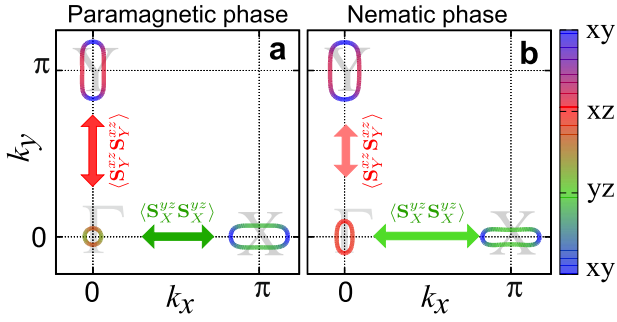 Paramagnetic phase
Nematic phase
a
b
π
0
k_y
Y
Γ
X
⟨S_Y^{xz} S_Y^{xz}⟩
⟨S_X^{yz} S_X^{yz}⟩
0
π
k_x
Y
Γ
X
⟨S_Y^{xz} S_Y^{xz}⟩
⟨S_X^{yz} S_X^{yz}⟩
0
π
k_x
xy
xz
yz
xy